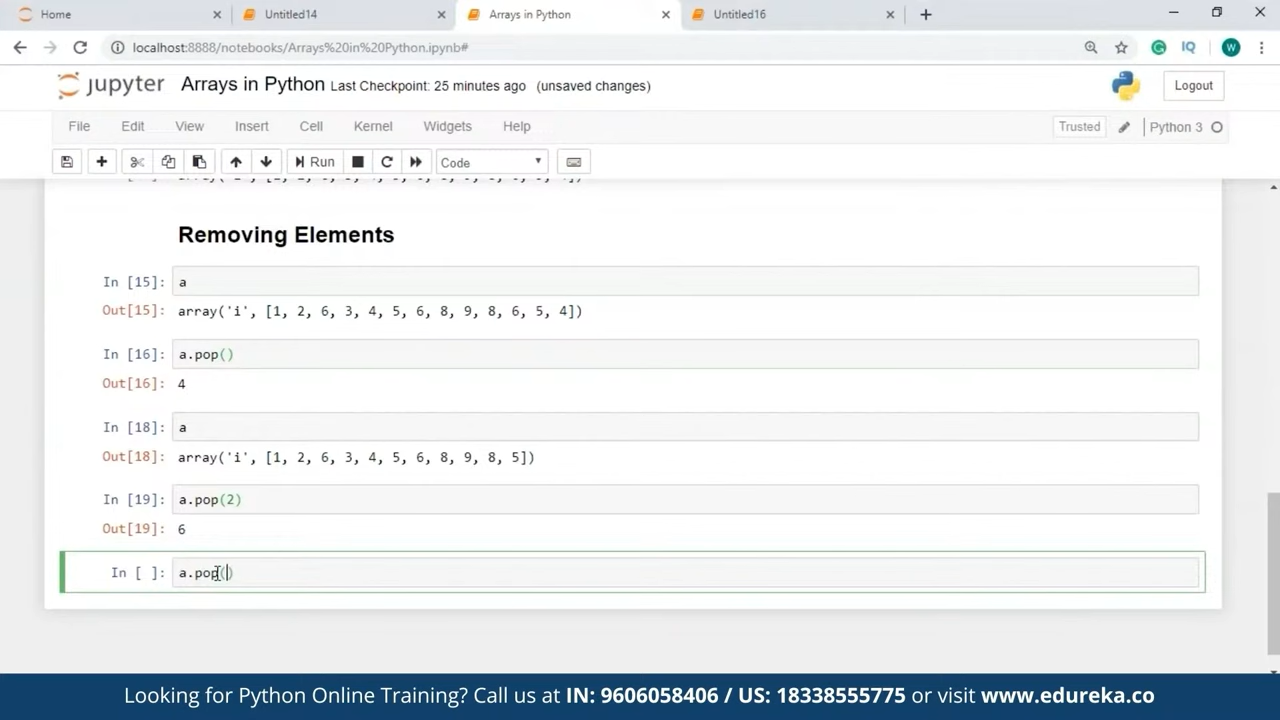 Home
Untitled14
Arrays in Python
Untitled16
localhost:8888/notebooks/Arrays%20in%20Python.ipynb#
IQ
W
jupyter Arrays in Python Last Checkpoint: 25 minutes ago (unsaved changes)
Logout
File Edit View Insert Cell Kernel Widgets Help
Trusted
Python 3
Run
Code
Removing Elements
In [15]: a
Out[15]: array('i', [1, 2, 6, 3, 4, 5, 6, 8, 9, 8, 6, 5, 4])
In [16]: a.pop()
Out[16]: 4
In [18]: a
Out[18]: array('i', [1, 2, 6, 3, 4, 5, 6, 8, 9, 8, 5])
In [19]: a.pop(2)
Out[19]: 6
In [ ]: a.pop()
Looking for Python Online Training? Call us at IN: 9606058406 / US: 18338555775 or visit www.edureka.co